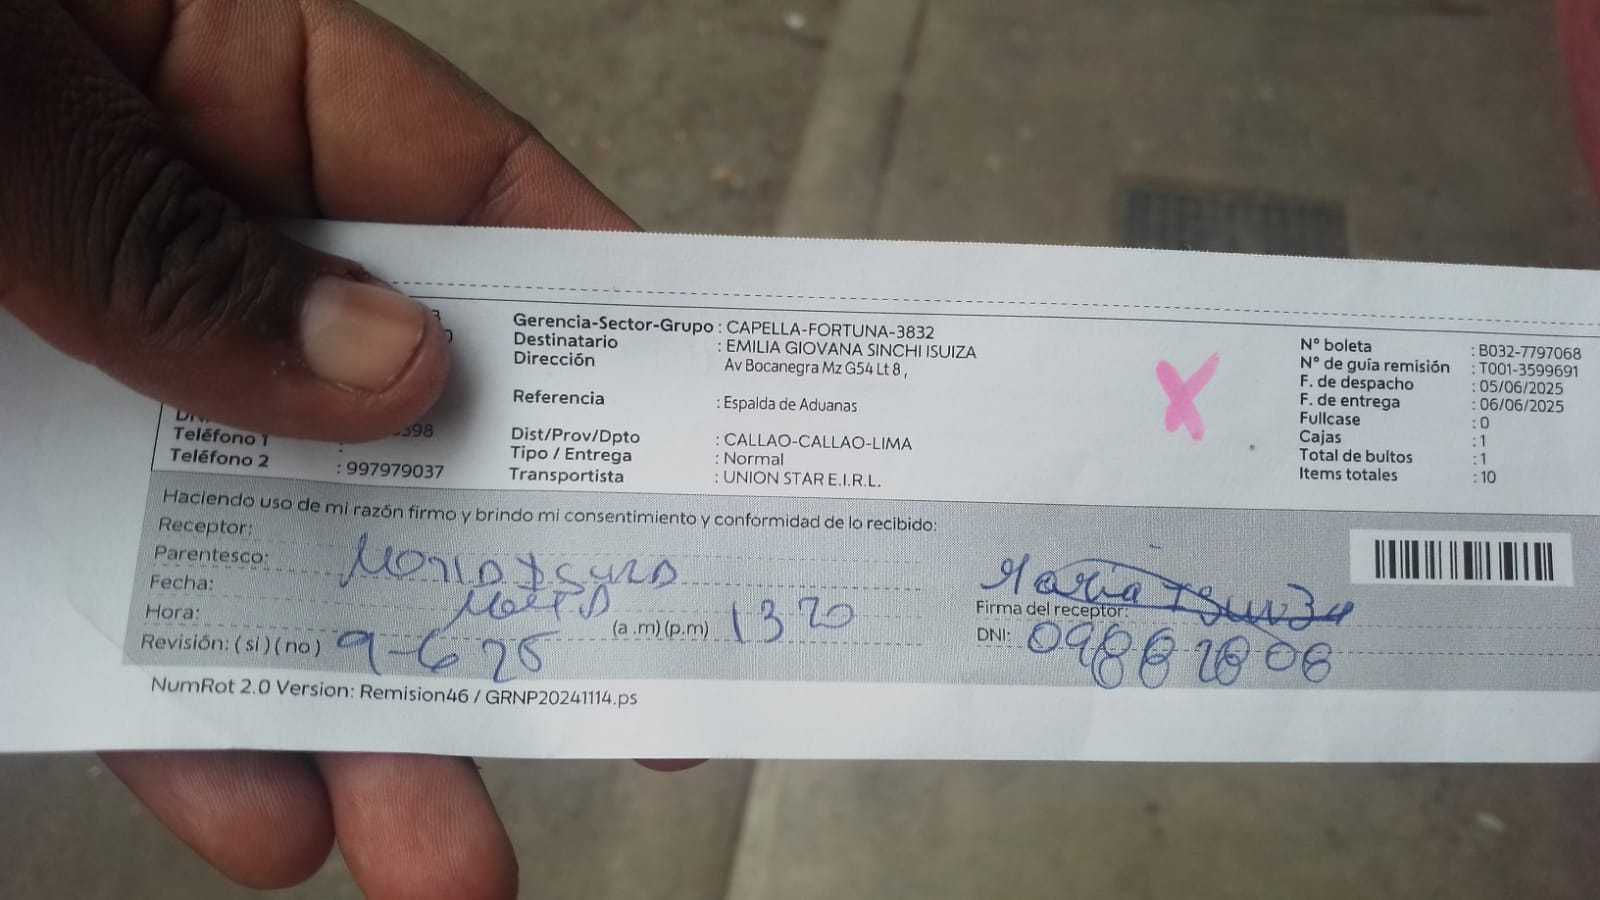 Gerencia-Sector-Grupo : CAPELLA-FORTUNA-3832
Destinatario : EMILIA GIOVANA SINCHI ISUIZA
Dirección Av Bocanegra Mz G54 Lt 8 ,
Referencia : Espalda de Aduanas
Dist/Prov/Dpto : CALLAO-CALLAO-LIMA
Tipo / Entrega : Normal
Transportista : UNION STAR E.I.R.L.
N° boleta : B032-7797068
N° de guía remisión : T001-3599691
F. de despacho : 05/06/2025
F. de entrega : 06/06/2025
Fullcase : 0
Cajas : 1
Total de bultos : 1
Items totales : 10
398
Teléfono 1 :
Teléfono 2 : 997979037
Haciendo uso de mi razón firmo y brindo mi consentimiento y conformidad de lo recibido:
Receptor:
Parentesco:
Fecha:
Hora: (a .m)(p.m) 13 20
Revisión: ( si ) ( no ) 9-6 25
Maria Isuiza
Firma del receptor:
DNI:
NumRot 2.0 Version: Remision46 / GRNP20241114.ps